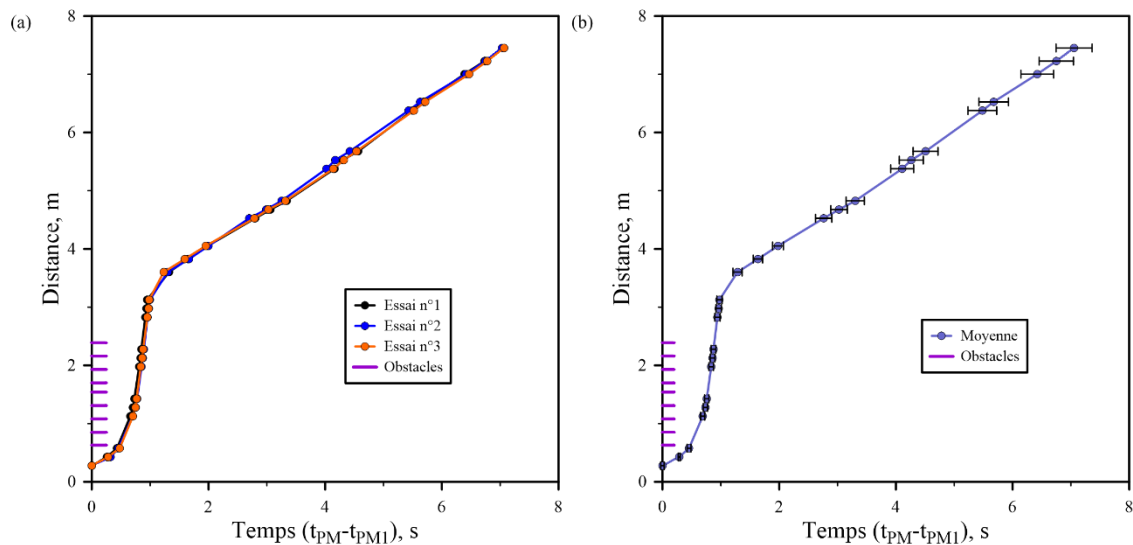 (a)
8
6
4
2
0
Distance, m
0 2 4 6 8
Temps (tPM-tPM1), s
Essai n°1
Essai n°2
Essai n°3
Obstacles
(b)
8
6
4
2
0
Distance, m
0 2 4 6 8
Temps (tPM-tPM1), s
Moyenne
Obstacles